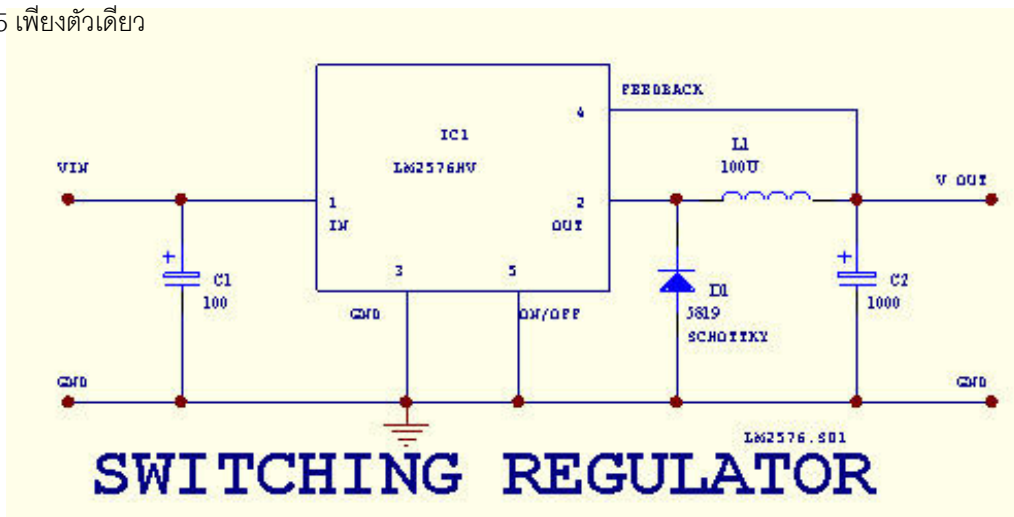 5 เพียงตัวเดียว
FEEDBACK
4
IC1
LM2576HV
L1
100U
VIN
V OUT
1
2
IN
OUT
3
5
+
C1
100
+
C2
1000
D1
5819
SCHOTTKY
GND
ON/OFF
GND
GND
LM2576.S01
SWITCHING REGULATOR